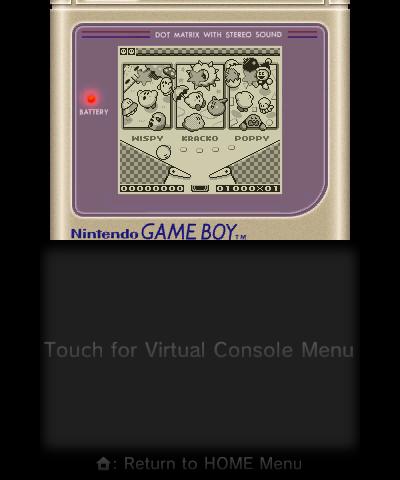 DOT MATRIX WITH STEREO SOUND
BATTERY
WISPY KRACKO POPPY
00000000 01000×01
Nintendo GAME BOY™
Touch for Virtual Console Menu
: Return to HOME Menu